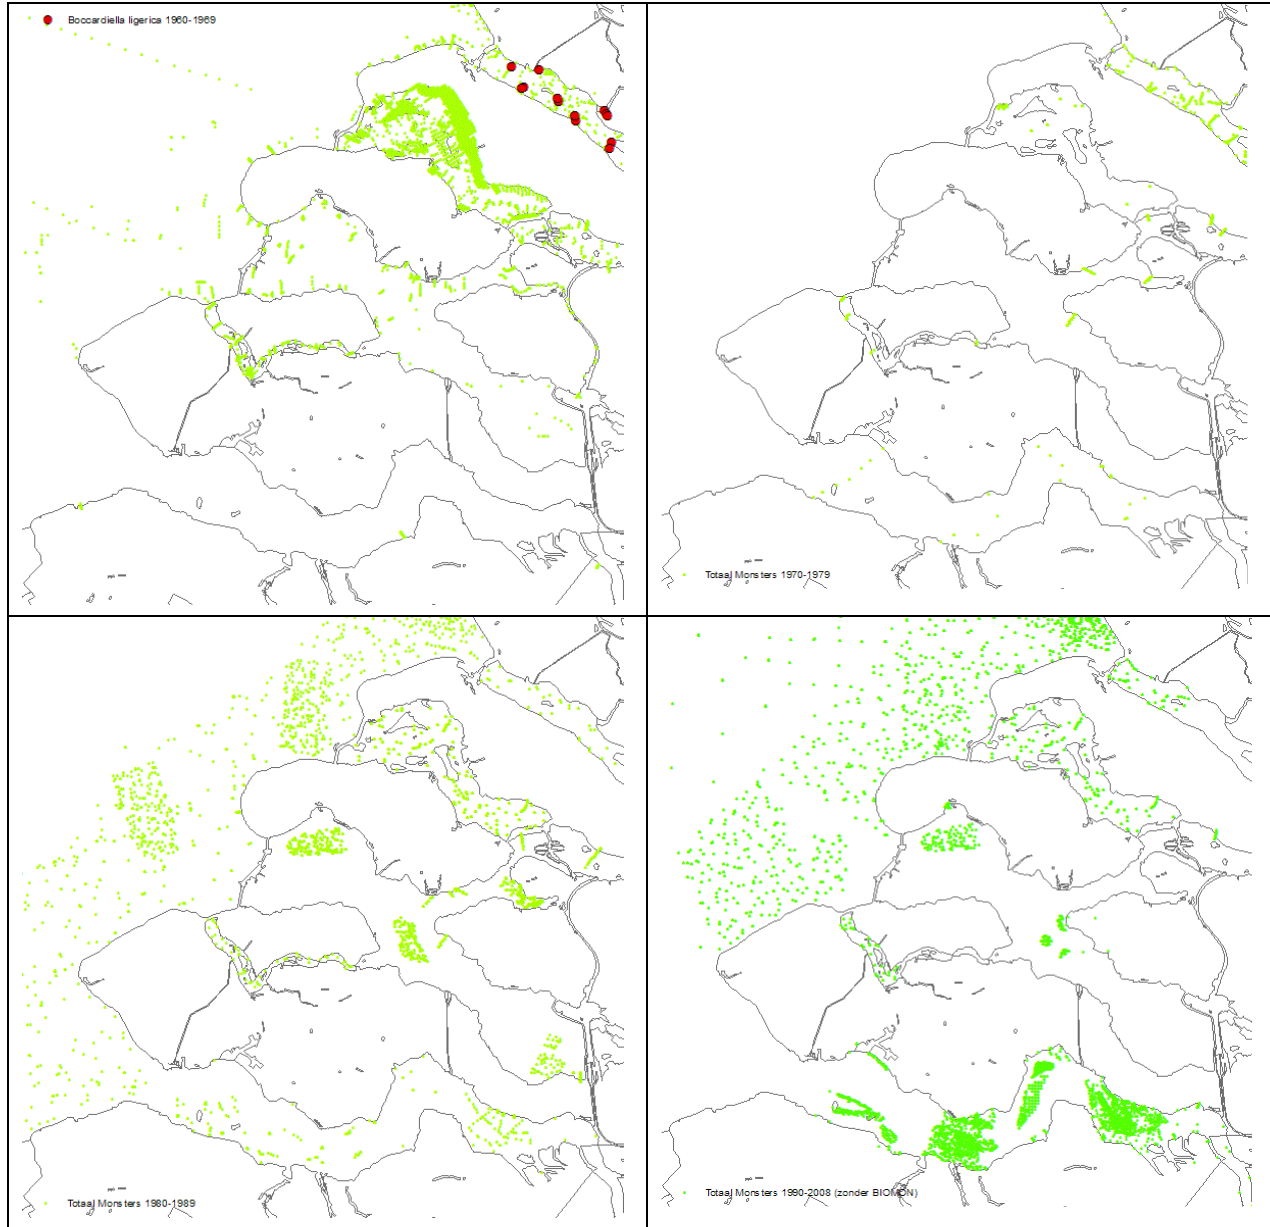 Boccardiella ligerica 1960-1969
Totaal Monsters 1970-1979
Totaal Monsters 1980-1989
Totaal Monsters 1990-2008 (zonder BIOMON)